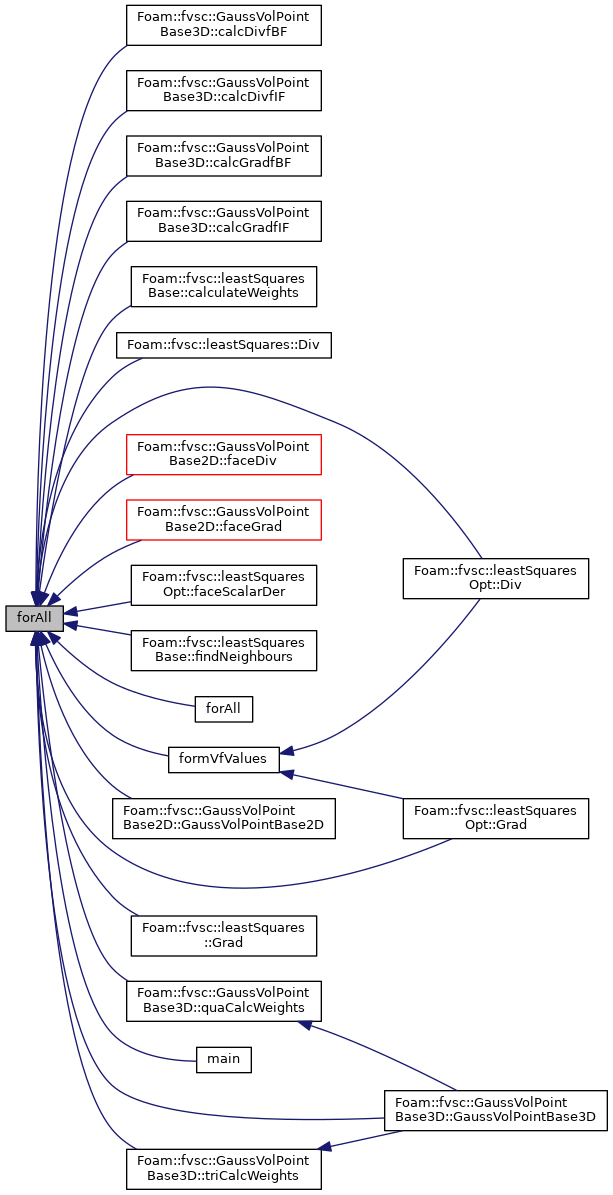 Foam::fvsc::GaussVolPoint
Base3D::calcDivfBF
Foam::fvsc::GaussVolPoint
Base3D::calcDivfIF
Foam::fvsc::GaussVolPoint
Base3D::calcGradfBF
Foam::fvsc::GaussVolPoint
Base3D::calcGradfIF
Foam::fvsc::leastSquares
Base::calculateWeights
Foam::fvsc::leastSquares::Div
Foam::fvsc::GaussVolPoint
Base2D::faceDiv
Foam::fvsc::GaussVolPoint
Base2D::faceGrad
Foam::fvsc::leastSquares
Opt::Div
Foam::fvsc::leastSquares
Opt::faceScalarDer
forAll
Foam::fvsc::leastSquares
Base::findNeighbours
forAll
formVfValues
Foam::fvsc::GaussVolPoint
Base2D::GaussVolPointBase2D
Foam::fvsc::leastSquares
Opt::Grad
Foam::fvsc::leastSquares
::Grad
Foam::fvsc::GaussVolPoint
Base3D::quaCalcWeights
main
Foam::fvsc::GaussVolPoint
Base3D::GaussVolPointBase3D
Foam::fvsc::GaussVolPoint
Base3D::triCalcWeights